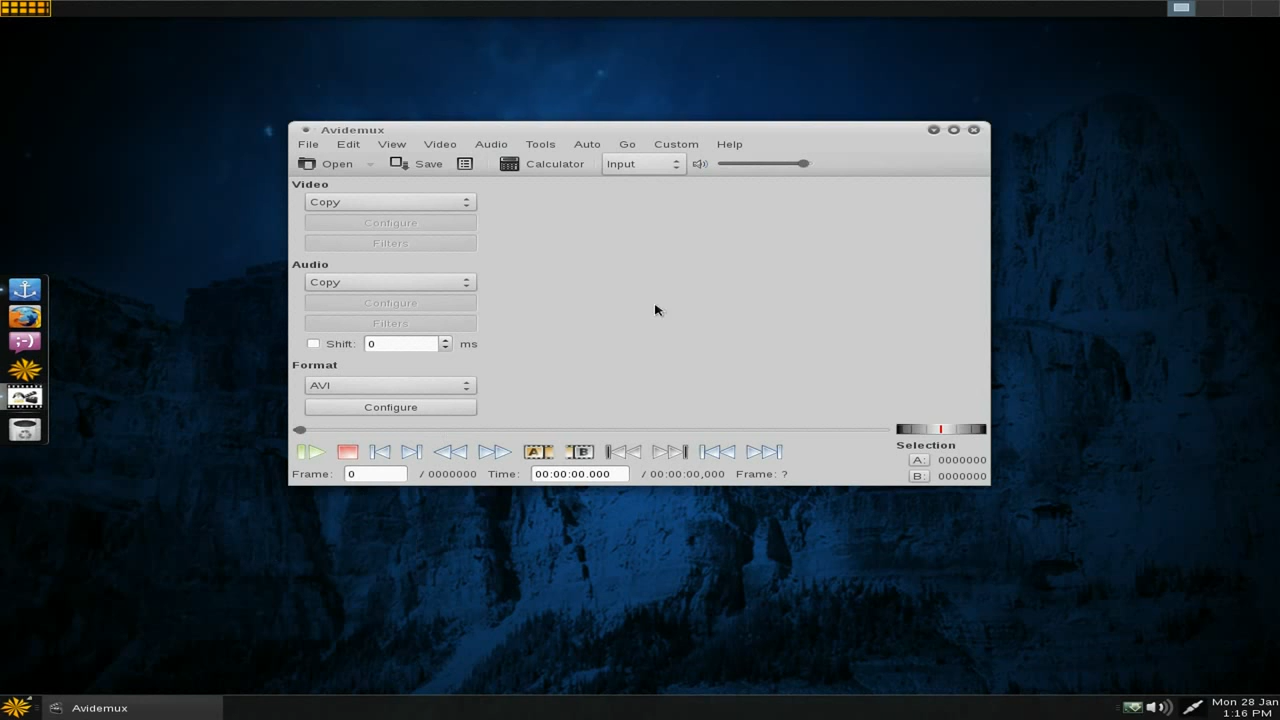 Avidemux
File Edit View Video Audio Tools Auto Go Custom Help
Open Save Calculator Input
Video
Copy
Configure
Filters
Audio
Copy
Configure
Filters
Shift: 0 ms
Format
AVI
Configure
A B
Selection
Frame: 0 / 0000000 Time: 00:00:00.000 / 00:00:00,000 Frame: ?
A: 0000000
B: 0000000
;-)
Avidemux
Mon 28 Jan
1:16 PM